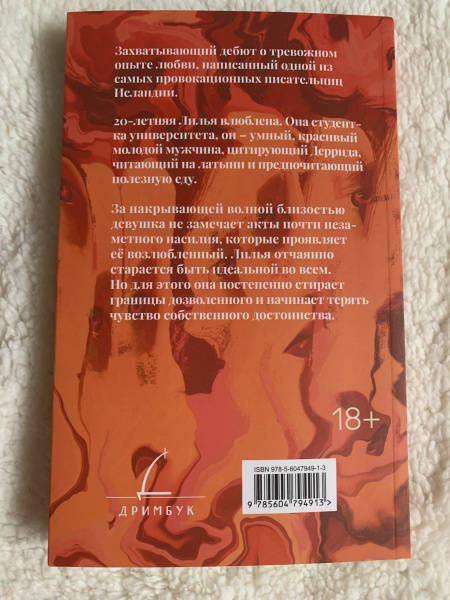 Захватывающий дебют о тревожном
опыте любви, написанный одной из
самых провокационных писательниц
Исландии.
20-летняя Лилья влюблена. Она студент-
ка университета, он – умный, красивый
молодой мужчина, цитирующий Деррида,
читающий на латыни и предпочитающий
полезную еду.
За накрывающей волной близостью
девушка не замечает акты почти неза-
метного насилия, которые проявляет
её возлюбленный. Лилья отчаянно
старается быть идеальной во всем.
Но для этого она постепенно стирает
границы дозволенного и начинает терять
чувство собственного достоинства.
18+
ISBN 978-5-6047949-1-3
9 785604 794913>
ДРИМБУК